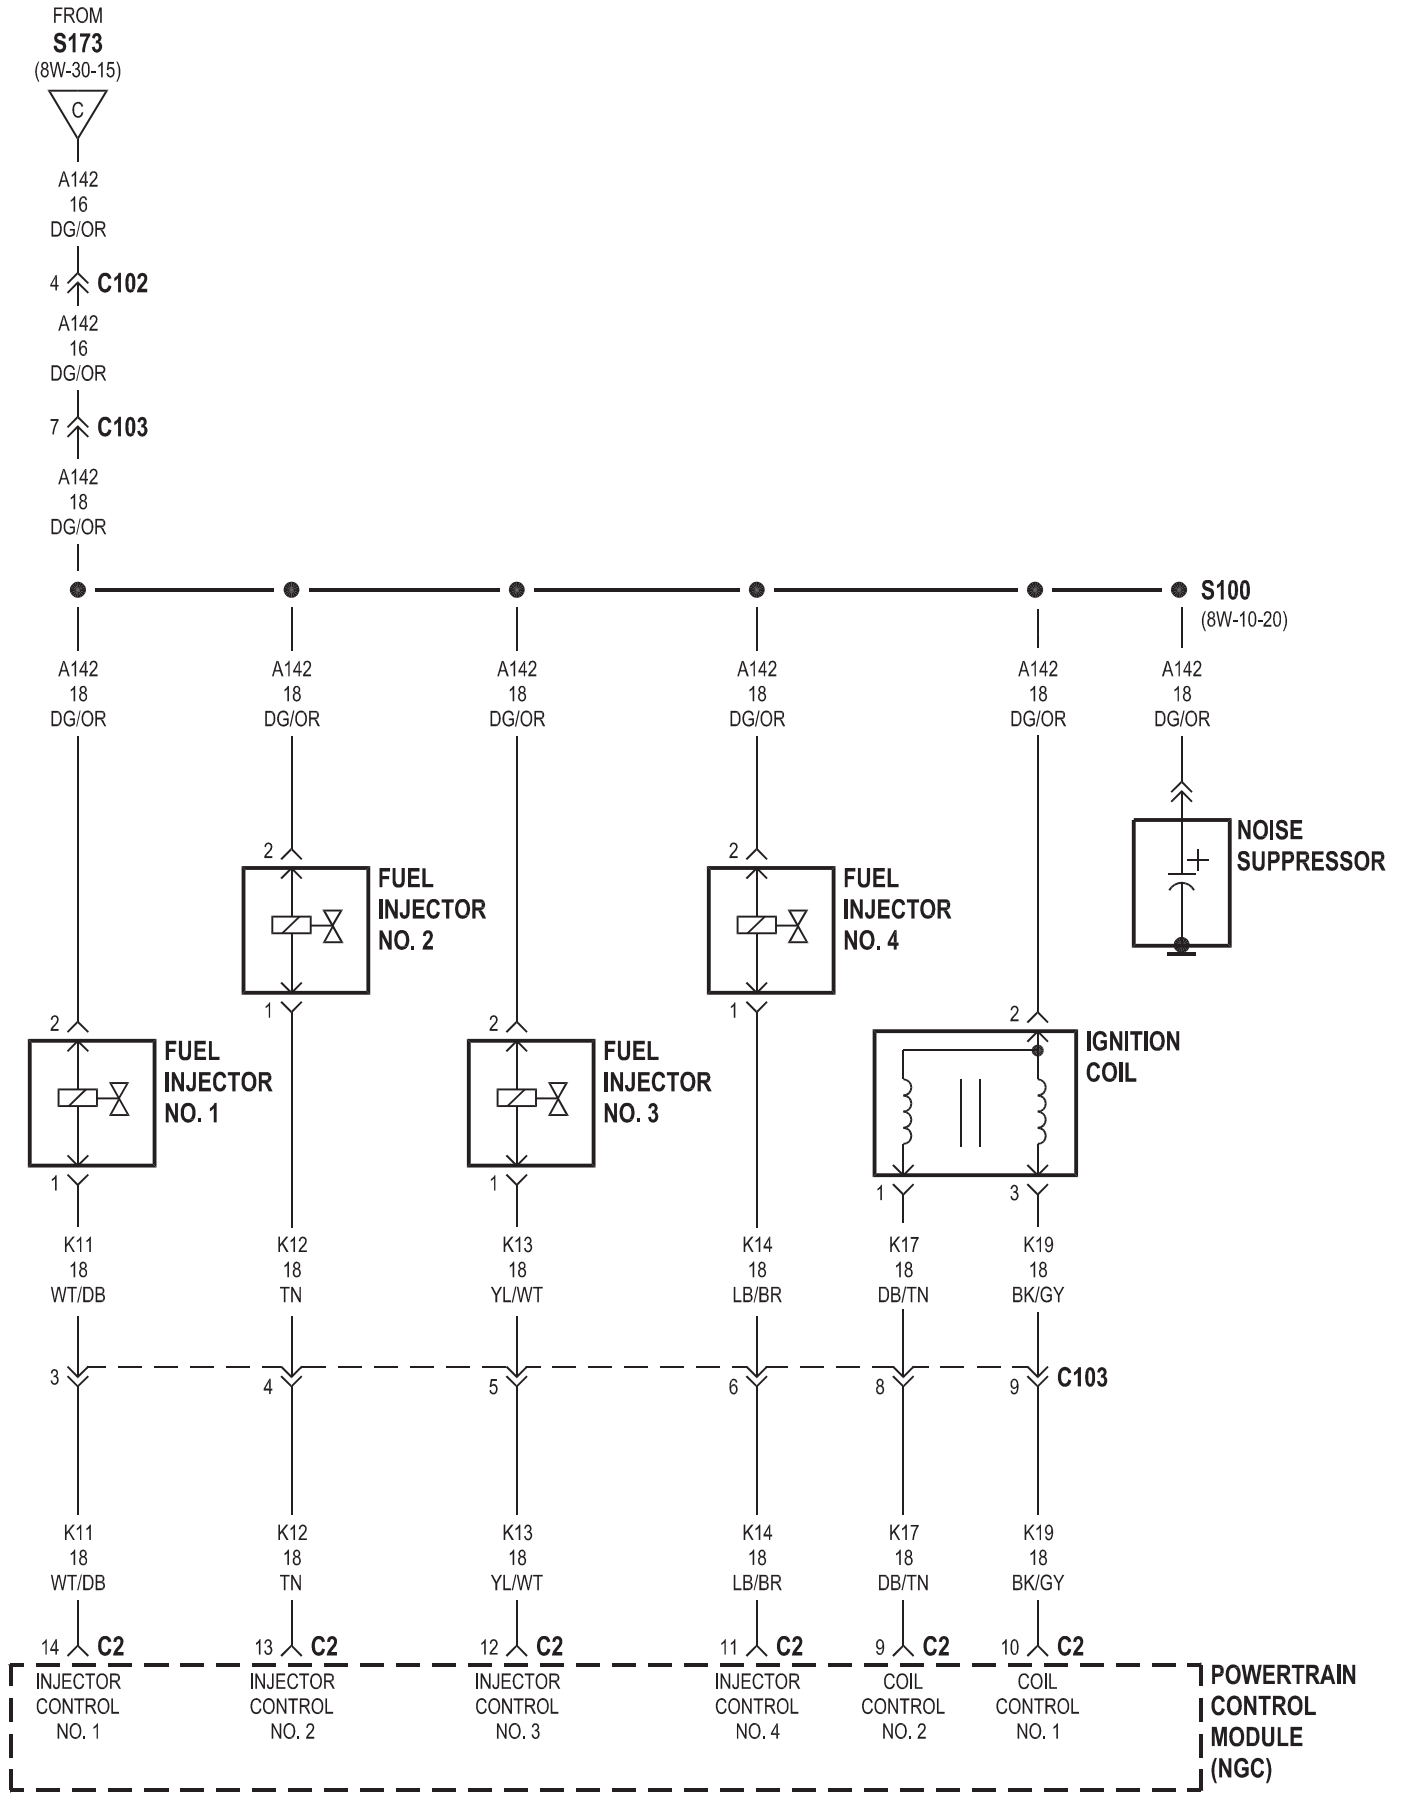 FROM
S173
(8W-30-15)
C
A142
16
DG/OR
4 C102
A142
16
DG/OR
7 C103
A142
18
DG/OR
S100
(8W-10-20)
A142 A142 A142 A142 A142 A142
18 18 18 18 18 18
DG/OR DG/OR DG/OR DG/OR DG/OR DG/OR
NOISE
SUPPRESSOR
2 2
FUEL
INJECTOR
NO. 2
FUEL
INJECTOR
NO. 4
1 1
2 2 2
FUEL
INJECTOR
NO. 1
FUEL
INJECTOR
NO. 3
IGNITION
COIL
1 1 1 3
K11 K12 K13 K14 K17 K19
18 18 18 18 18 18
WT/DB TN YL/WT LB/BR DB/TN BK/GY
3 4 5 6 8 9 C103
K11 K12 K13 K14 K17 K19
18 18 18 18 18 18
WT/DB TN YL/WT LB/BR DB/TN BK/GY
14 C2 13 C2 12 C2 11 C2 9 C2 10 C2
INJECTOR INJECTOR INJECTOR INJECTOR COIL COIL
CONTROL CONTROL CONTROL CONTROL CONTROL CONTROL
NO. 1 NO. 2 NO. 3 NO. 4 NO. 2 NO. 1
POWERTRAIN
CONTROL
MODULE
(NGC)